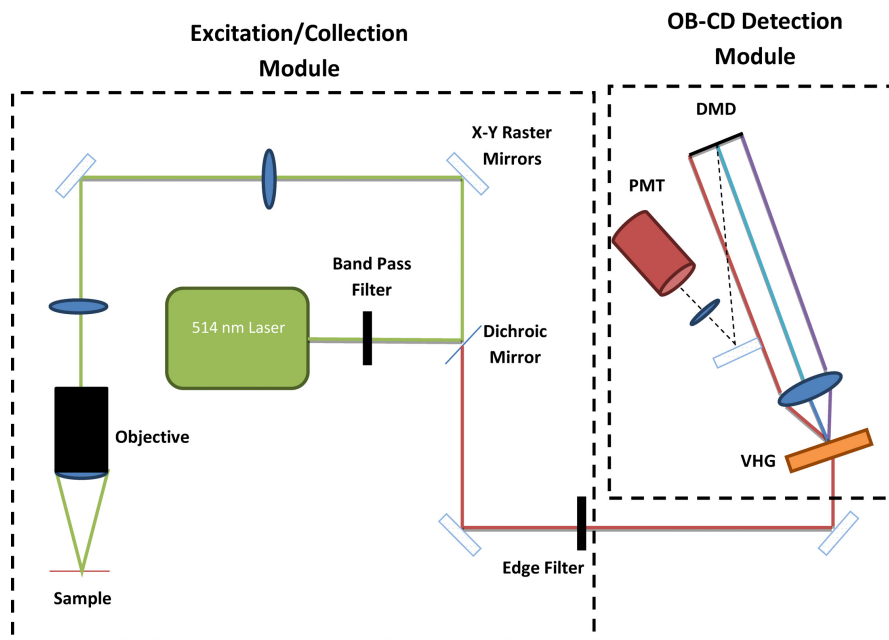 Excitation/Collection
Module
OB-CD Detection
Module
X-Y Raster
Mirrors
DMD
PMT
Band Pass
Filter
514 nm Laser
Dichroic
Mirror
Objective
VHG
Edge Filter
Sample